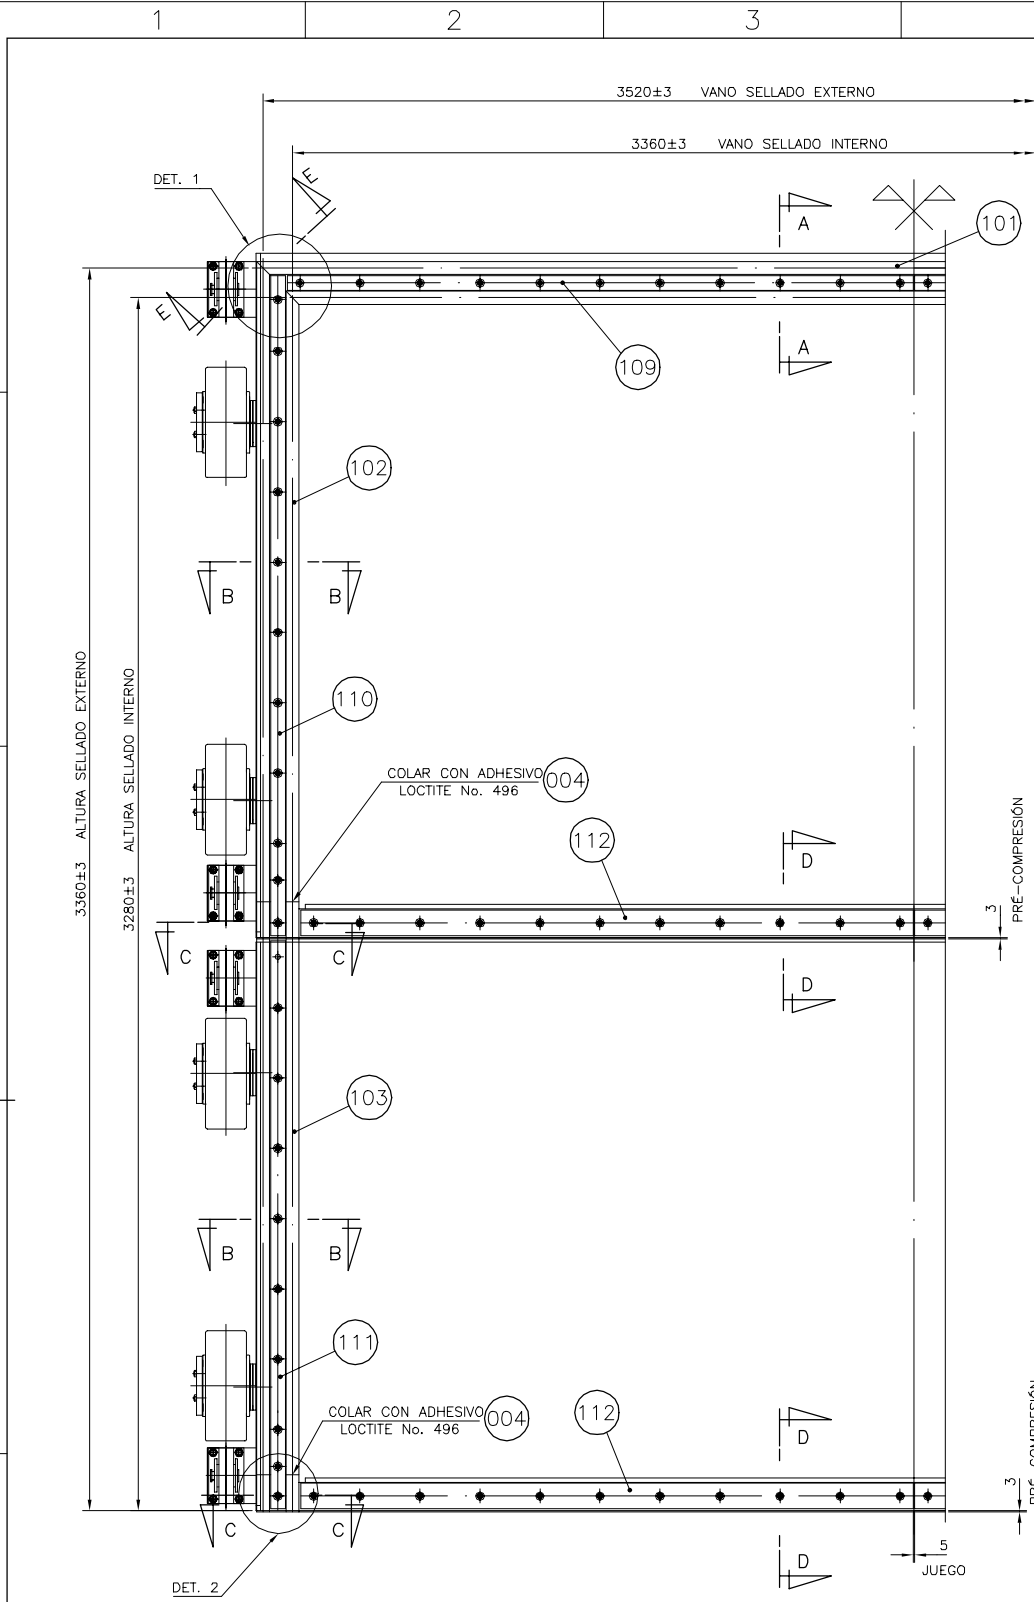 1 2 3
3520±3 VANO SELLADO EXTERNO
3360±3 VANO SELLADO INTERNO
DET. 1
E
A
101
E
A
109
102
B B
110
3360±3 ALTURA SELLADO EXTERNO
3280±3 ALTURA SELLADO INTERNO
COLAR CON ADHESIVO 004
LOCTITE No. 496
112
D
3
PRÉ-COMPRESIÓN
C C
D
103
B B
111
COLAR CON ADHESIVO 004
LOCTITE No. 496
112
D
3
PRÉ-COMPRESIÓN
C C
D
5
JUEGO
DET. 2